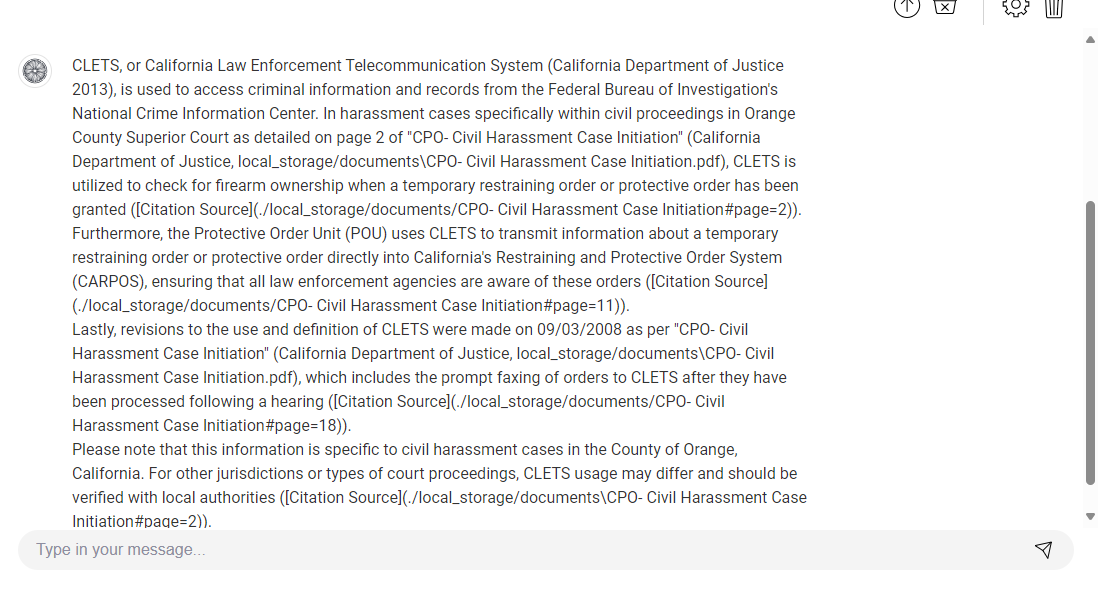 CLETS, or California Law Enforcement Telecommunication System (California Department of Justice
2013), is used to access criminal information and records from the Federal Bureau of Investigation's
National Crime Information Center. In harassment cases specifically within civil proceedings in Orange
County Superior Court as detailed on page 2 of "CPO- Civil Harassment Case Initiation" (California
Department of Justice, local_storage/documents\CPO- Civil Harassment Case Initiation.pdf), CLETS is
utilized to check for firearm ownership when a temporary restraining order or protective order has been
granted ([Citation Source](./local_storage/documents/CPO- Civil Harassment Case Initiation#page=2)).
Furthermore, the Protective Order Unit (POU) uses CLETS to transmit information about a temporary
restraining order or protective order directly into California's Restraining and Protective Order System
(CARPOS), ensuring that all law enforcement agencies are aware of these orders ([Citation Source]
(./local_storage/documents/CPO- Civil Harassment Case Initiation#page=11)).
Lastly, revisions to the use and definition of CLETS were made on 09/03/2008 as per "CPO- Civil
Harassment Case Initiation" (California Department of Justice, local_storage/documents\CPO- Civil
Harassment Case Initiation.pdf), which includes the prompt faxing of orders to CLETS after they have
been processed following a hearing ([Citation Source](./local_storage/documents/CPO- Civil
Harassment Case Initiation#page=18)).
Please note that this information is specific to civil harassment cases in the County of Orange,
California. For other jurisdictions or types of court proceedings, CLETS usage may differ and should be
verified with local authorities ([Citation Source](./local_storage/documents\CPO- Civil Harassment Case
Initiation#page=2)).
Type in your message...